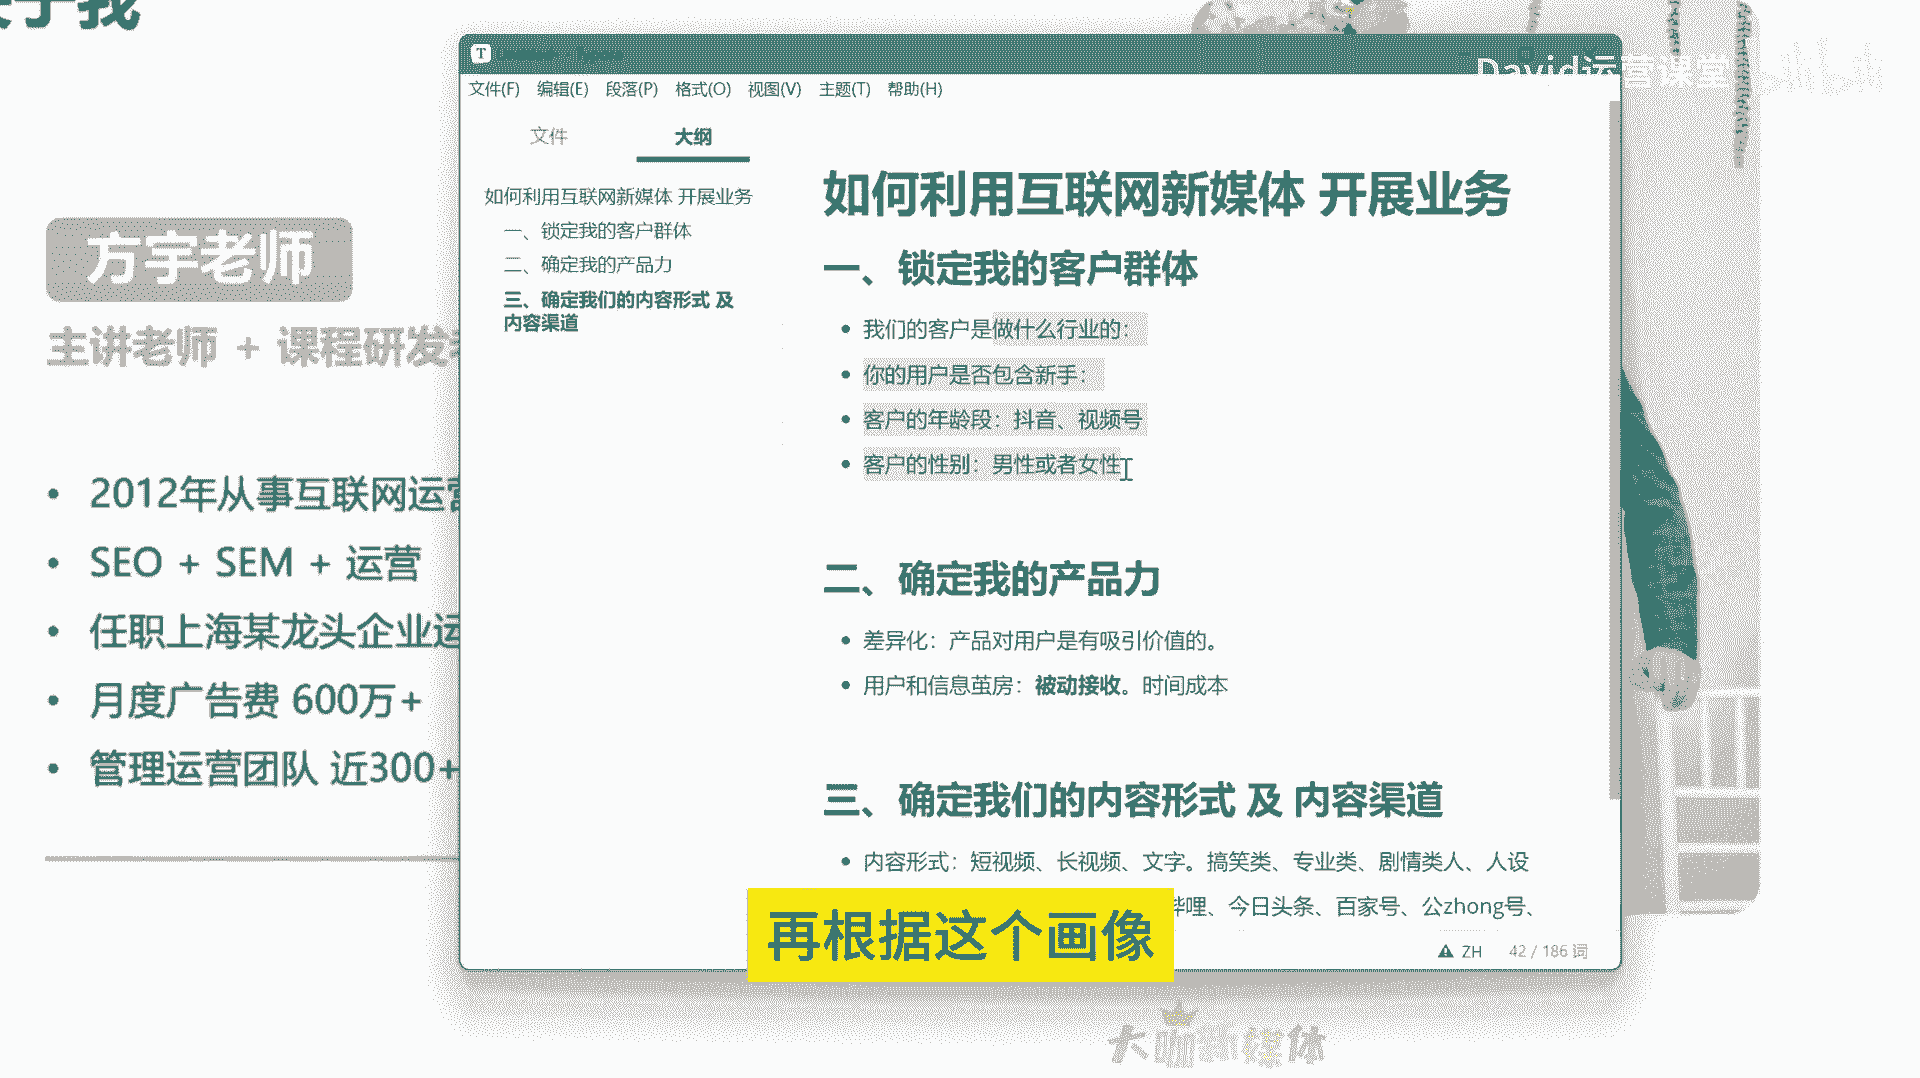 关于我
方宇老师
主讲老师 + 课程研发
2012年从事互联网运营
SEO + SEM + 运营
任职上海某龙头企业运
月度广告费 600万+
管理运营团队 近300+
T
David运营课堂
文件(F) 编辑(E) 段落(P) 格式(O) 视图(V) 主题(T) 帮助(H)
文件 大纲
如何利用互联网新媒体 开展业务
一、锁定我的客户群体
二、确定我的产品力
三、确定我们的内容形式 及
内容渠道
如何利用互联网新媒体 开展业务
一、锁定我的客户群体
我们的客户是做什么行业的：
你的用户是否包含新手：
客户的年龄段：抖音、视频号
客户的性别：男性或者女性
二、确定我的产品力
差异化：产品对用户是有吸引价值的。
用户和信息茧房：被动接收。时间成本
三、确定我们的内容形式 及 内容渠道
内容形式：短视频、长视频、文字。搞笑类、专业类、剧情类人、人设
哔哩、今日头条、百家号、公zhong号、
ZH 42 / 186 词
再根据这个画像
大咖新媒体